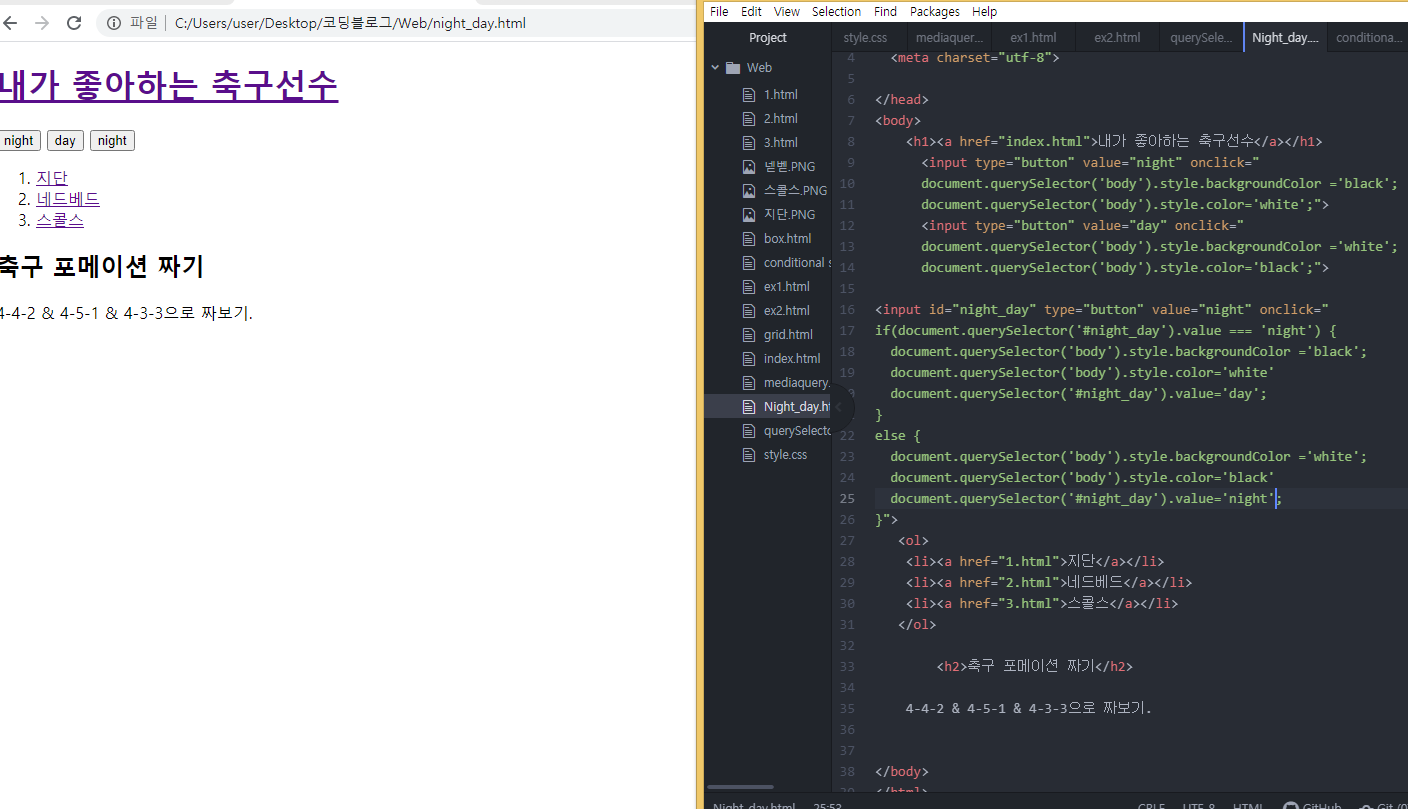 파일 C:/Users/user/Desktop/코딩블로그/Web/night_day.html
내가 좋아하는 축구선수
night day night
1. 지단
2. 네드베드
3. 스콜스
축구 포메이션 짜기
4-4-2 & 4-5-1 & 4-3-3으로 짜보기.
File Edit View Selection Find Packages Help
Project
Web
1.html
2.html
3.html
넫벧.PNG
스콜스.PNG
지단.PNG
box.html
conditional s
ex1.html
ex2.html
grid.html
index.html
mediaquery.
Night_day.ht
querySelecto
style.css
style.css mediaquer... ex1.html ex2.html querySele... Night_day.... conditiona...
4 <meta charset="utf-8">
5
6 </head>
7 <body>
8 <h1><a href="index.html">내가 좋아하는 축구선수</a></h1>
9 <input type="button" value="night" onclick="
10 document.querySelector('body').style.backgroundColor ='black';
11 document.querySelector('body').style.color='white';">
12 <input type="button" value="day" onclick="
13 document.querySelector('body').style.backgroundColor ='white';
14 document.querySelector('body').style.color='black';">
15
16 <input id="night_day" type="button" value="night" onclick="
17 if(document.querySelector('#night_day').value === 'night') {
18 document.querySelector('body').style.backgroundColor ='black';
19 document.querySelector('body').style.color='white'
document.querySelector('#night_day').value='day';
}
22 else {
23 document.querySelector('body').style.backgroundColor ='white';
24 document.querySelector('body').style.color='black'
25 document.querySelector('#night_day').value='night';
26 }">
27 <ol>
28 <li><a href="1.html">지단</a></li>
29 <li><a href="2.html">네드베드</a></li>
30 <li><a href="3.html">스콜스</a></li>
31 </ol>
32
33 <h2>축구 포메이션 짜기</h2>
34
35 4-4-2 & 4-5-1 & 4-3-3으로 짜보기.
36
37
38 </body>
39 </html>
Night_day.html 25:53 CRLF UTF-8 HTML GitHub Git (0